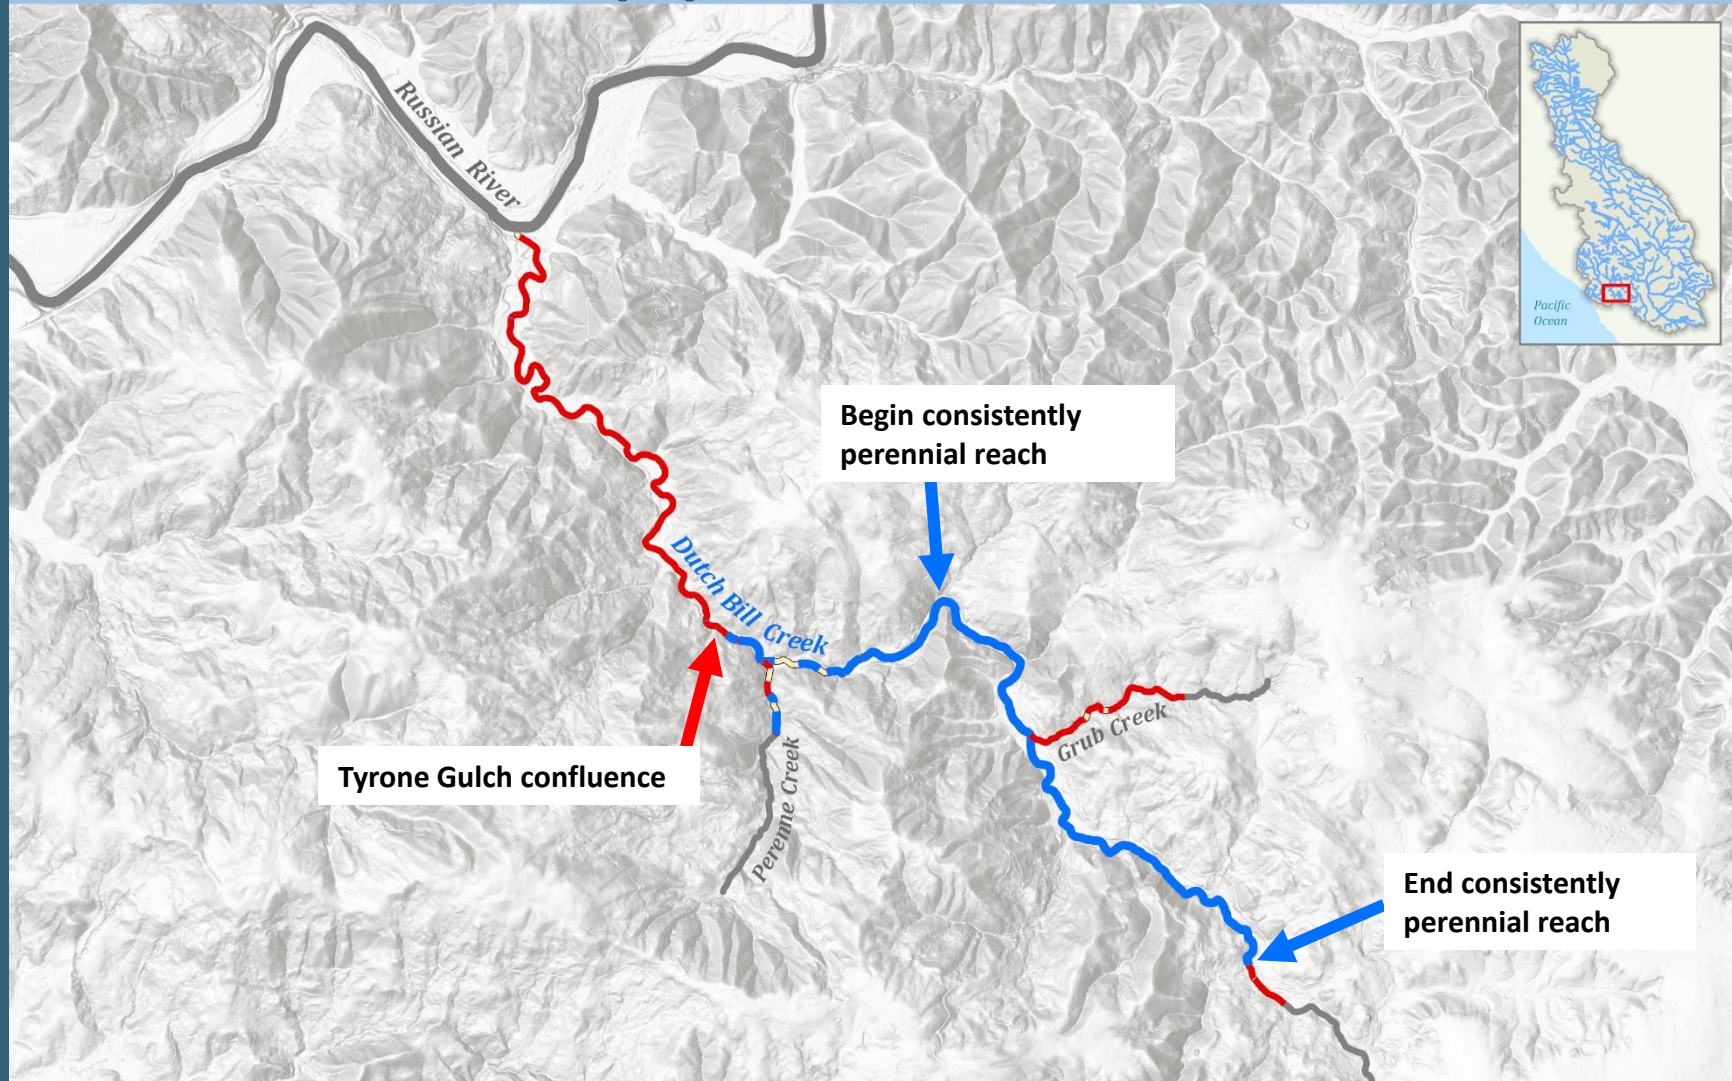 Russian River
Pacific
Ocean
Begin consistently
perennial reach
Dutch Bill Creek
Grub Creek
Tyrone Gulch confluence
Perenne Creek
End consistently
perennial reach